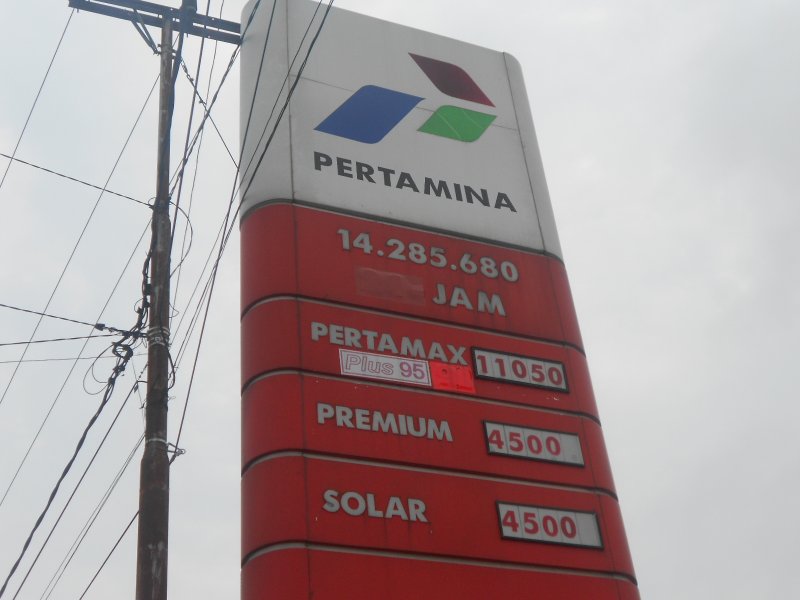 PERTAMINA
14.285.680
JAM
PERTAMAX 11050
Plus 95
PREMIUM 4500
SOLAR 4500